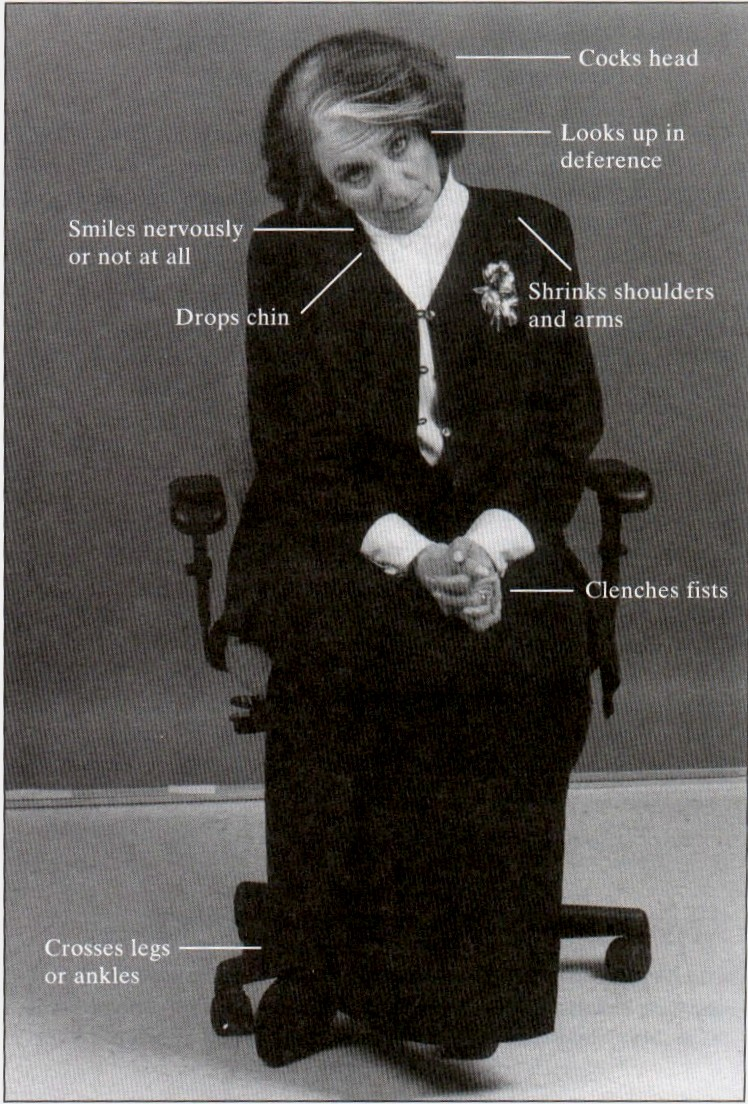 Cocks head
Looks up in
deference
Smiles nervously
or not at all
Drops chin
Shrinks shoulders
and arms
Clenches fists
Crosses legs
or ankles